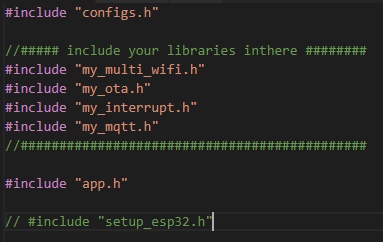 #include "configs.h"
//##### include your libraries inthere ########
#include "my_multi_wifi.h"
#include "my_ota.h"
#include "my_interrupt.h"
#include "my_mqtt.h"
//#############################################
#include "app.h"
// #include "setup_esp32.h"